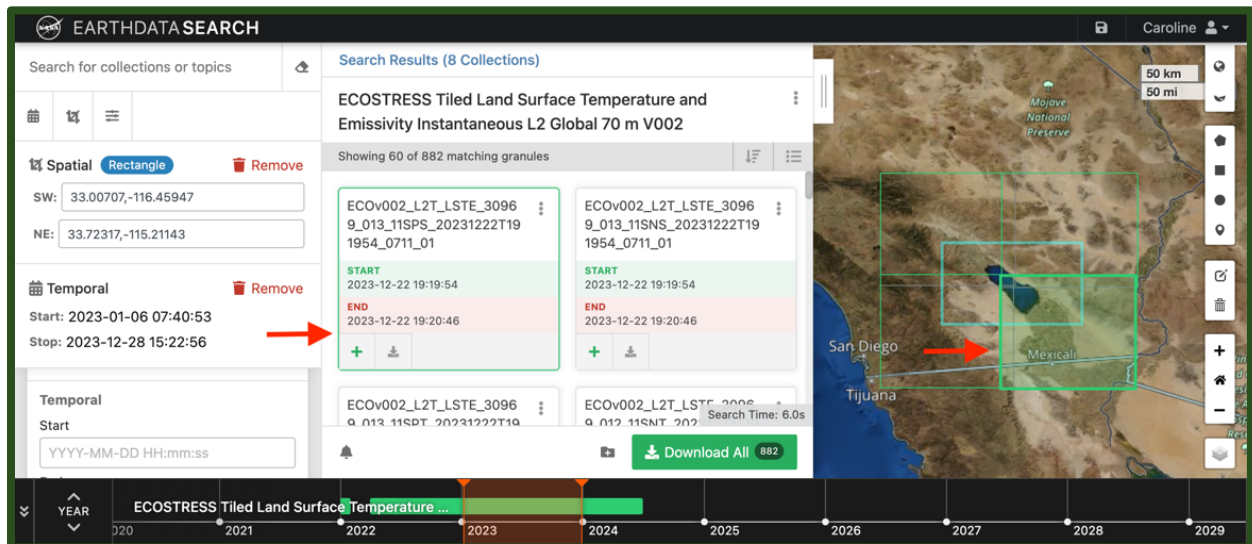 EARTHDATA SEARCH
Caroline
Search for collections or topics
Spatial Rectangle Remove
SW: 33.00707,-116.45947
NE: 33.72317,-115.21143
Temporal Remove
Start: 2023-01-06 07:40:53
Stop: 2023-12-28 15:22:56
Temporal
Start
YYYY-MM-DD HH:mm:ss
Search Results (8 Collections)
ECOSTRESS Tiled Land Surface Temperature and
Emissivity Instantaneous L2 Global 70 m V002
Showing 60 of 882 matching granules
ECOv002_L2T_LSTE_3096
9_013_11SPS_20231222T19
1954_0711_01
START
2023-12-22 19:19:54
END
2023-12-22 19:20:46
ECOv002_L2T_LSTE_3096
9_013_11SNS_20231222T19
1954_0711_01
START
2023-12-22 19:19:54
END
2023-12-22 19:20:46
ECOv002_L2T_LSTE_3096
9_013_11SPT_20231222T19
ECOv002_L2T_LST
9_012_11SNT_202
Search Time: 6.0s
Download All 882
50 km
50 mi
Mojave
National
Preserve
San Diego
Mexicali
Tijuana
YEAR
ECOSTRESS Tiled Land Surface Temperature ...
020
2021
2022
2023
2024
2025
2026
2027
2028
2029